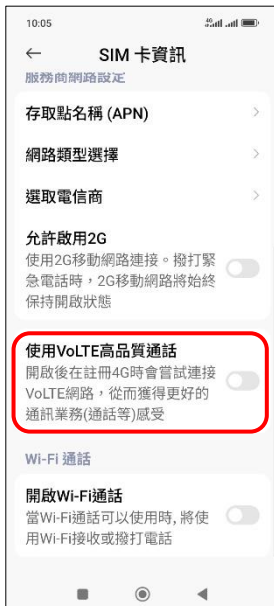 10:05
SIM 卡資訊
服務商網路設定
存取點名稱 (APN)
網路類型選擇
選取電信商
允許啟用2G
使用2G移動網路連接。撥打緊
急電話時，2G移動網路將始終
保持開啟狀態
使用VoLTE高品質通話
開啟後在註冊4G時會嘗試連接
VoLTE網路，從而獲得更好的
通訊業務(通話等)感受
Wi-Fi 通話
開啟Wi-Fi通話
當Wi-Fi通話可以使用時, 將使
用Wi-Fi接收或撥打電話